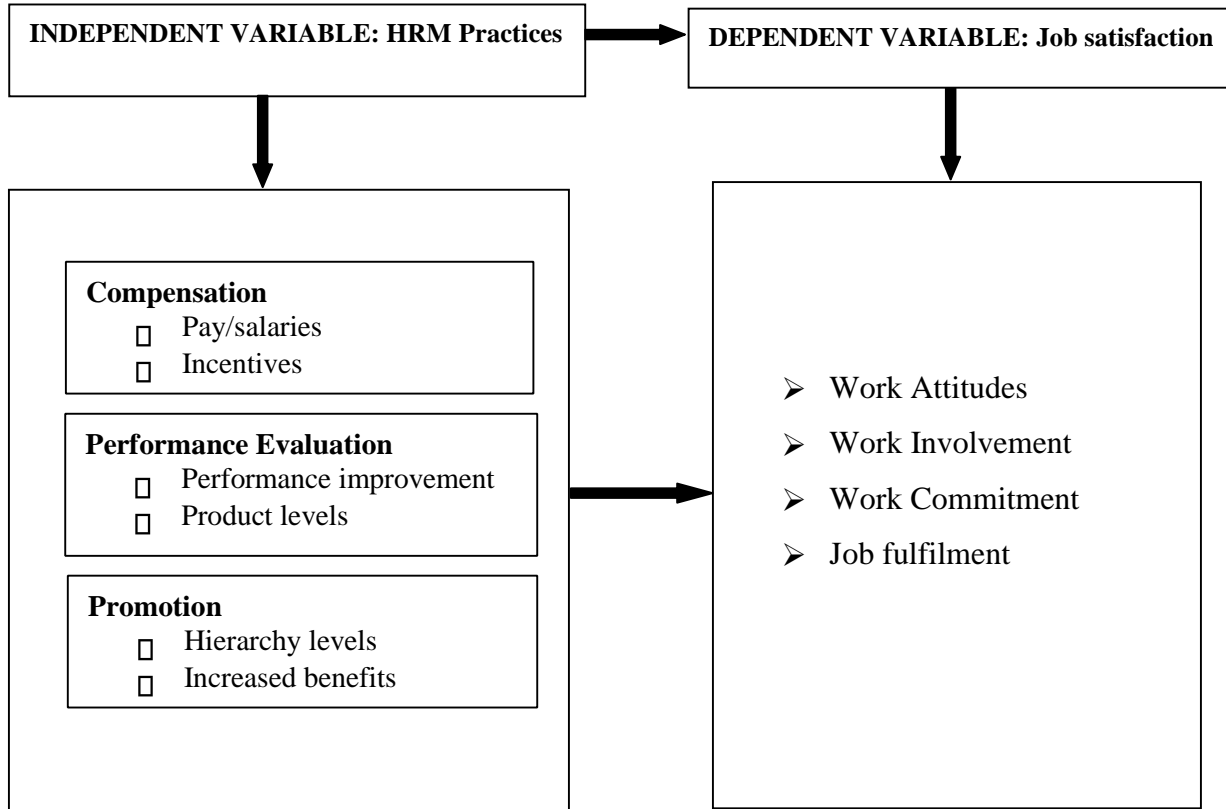 INDEPENDENT VARIABLE: HRM Practices
DEPENDENT VARIABLE: Job satisfaction
Compensation
Pay/salaries
Incentives
Performance Evaluation
Performance improvement
Product levels
Promotion
Hierarchy levels
Increased benefits
Work Attitudes
Work Involvement
Work Commitment
Job fulfilment